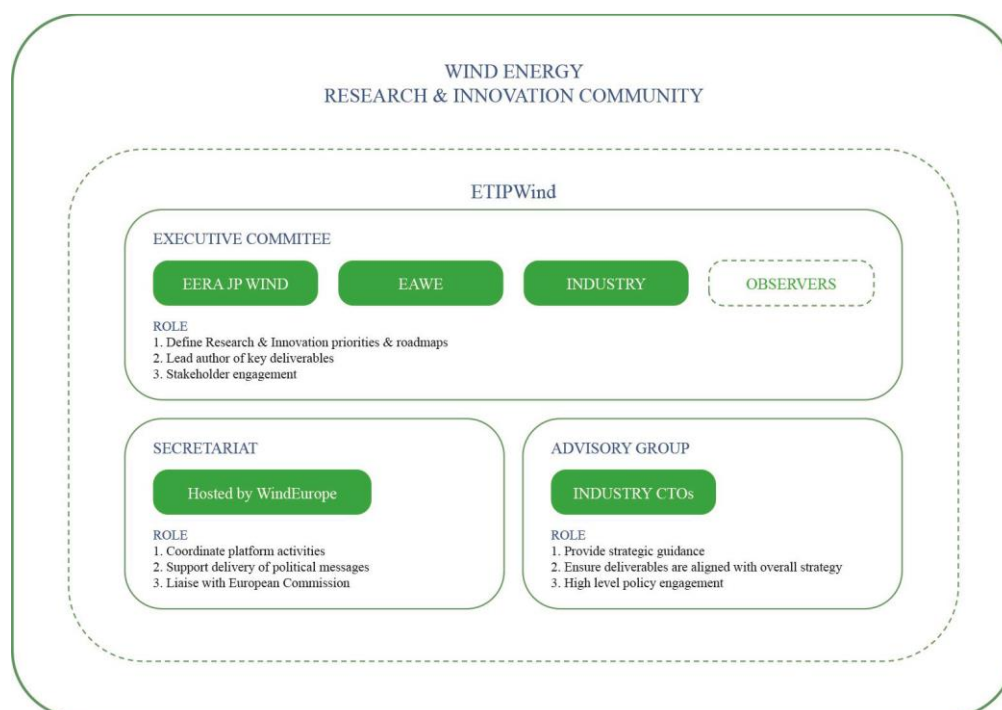 WIND ENERGY
RESEARCH & INNOVATION COMMUNITY
ETIPWind
EXECUTIVE COMMITEE
EERA JP WIND
EAWE
INDUSTRY
OBSERVERS
ROLE
1. Define Research & Innovation priorities & roadmaps
2. Lead author of key deliverables
3. Stakeholder engagement
SECRETARIAT
Hosted by WindEurope
ROLE
1. Coordinate platform activities
2. Support delivery of political messages
3. Liaise with European Commission
ADVISORY GROUP
INDUSTRY CTOs
ROLE
1. Provide strategic guidance
2. Ensure deliverables are aligned with overall strategy
3. High level policy engagement